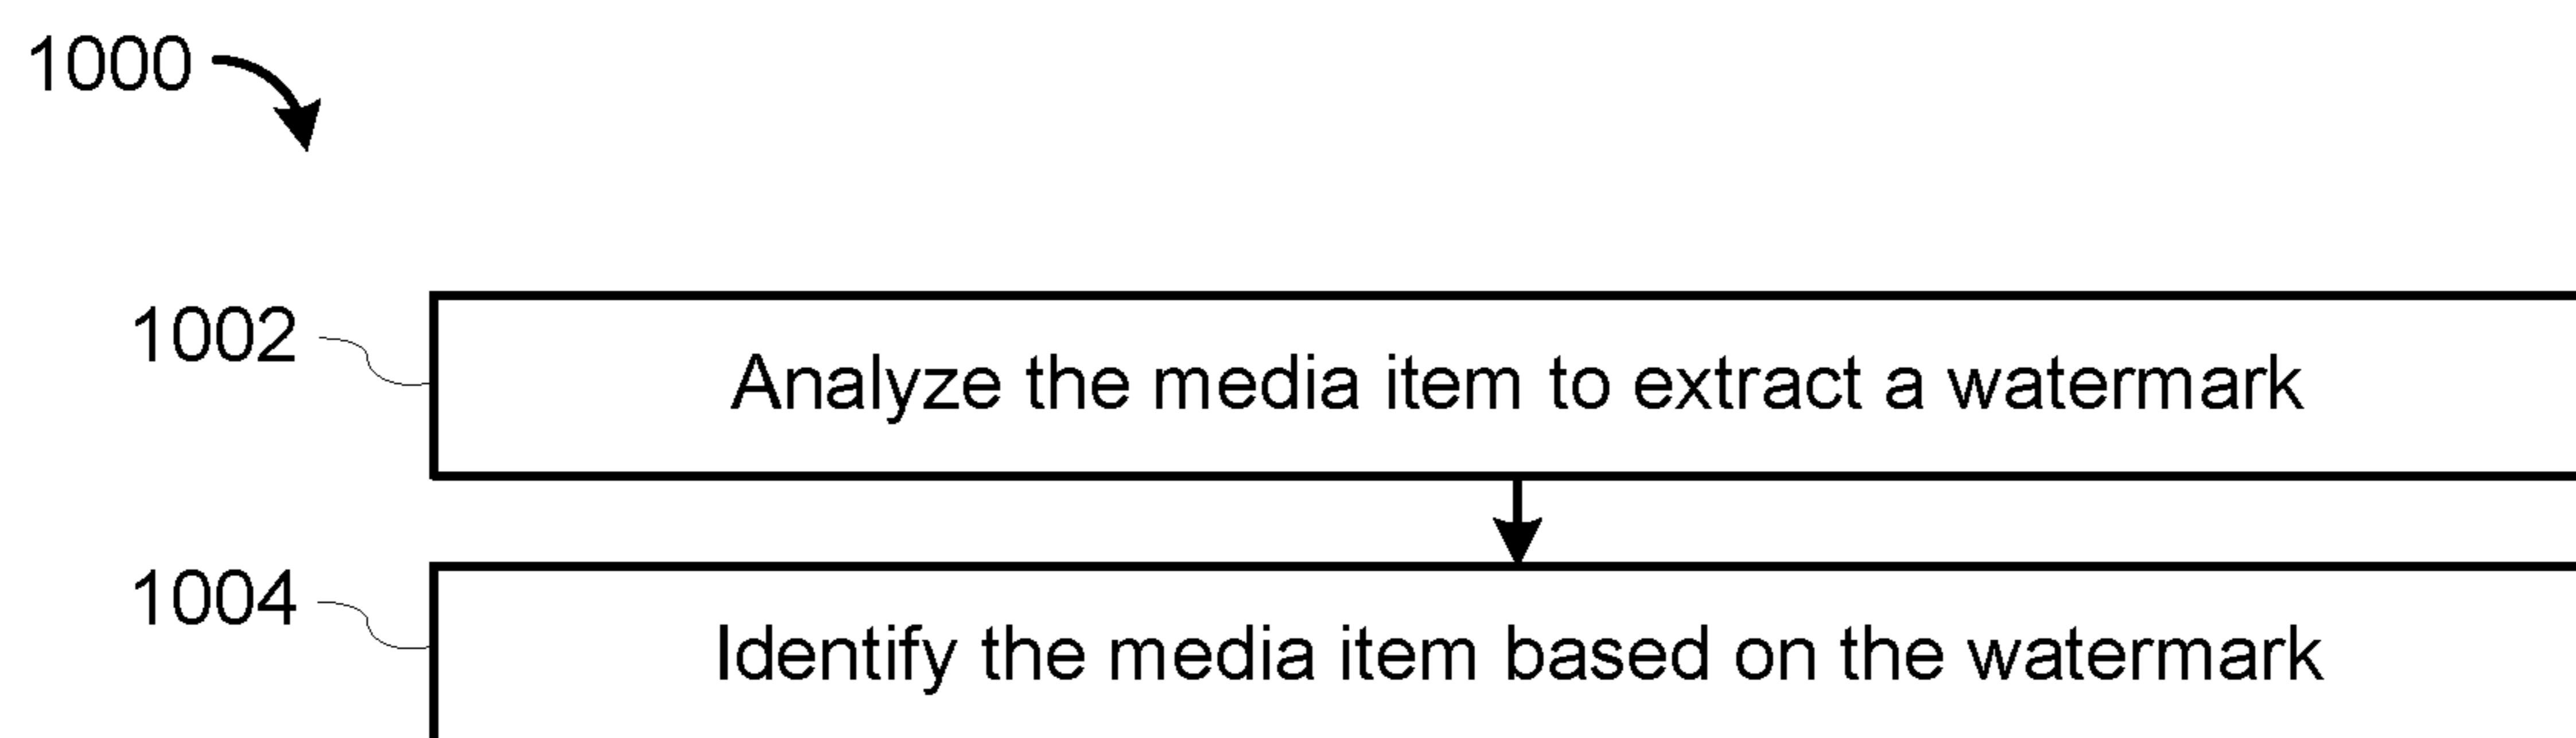 1000
1002
Analyze the media item to extract a watermark
1004
Identify the media item based on the watermark